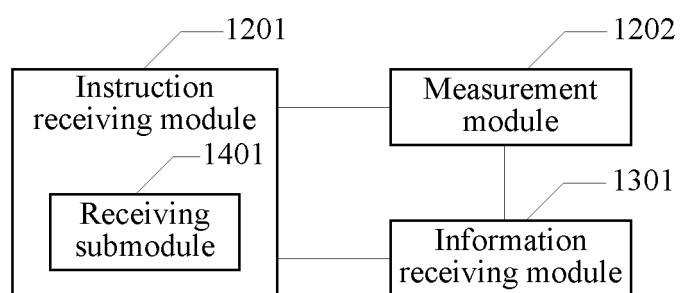 1201
1202
Instruction
receiving module
Measurement
module
1401
Receiving
submodule
1301
Information
receiving module